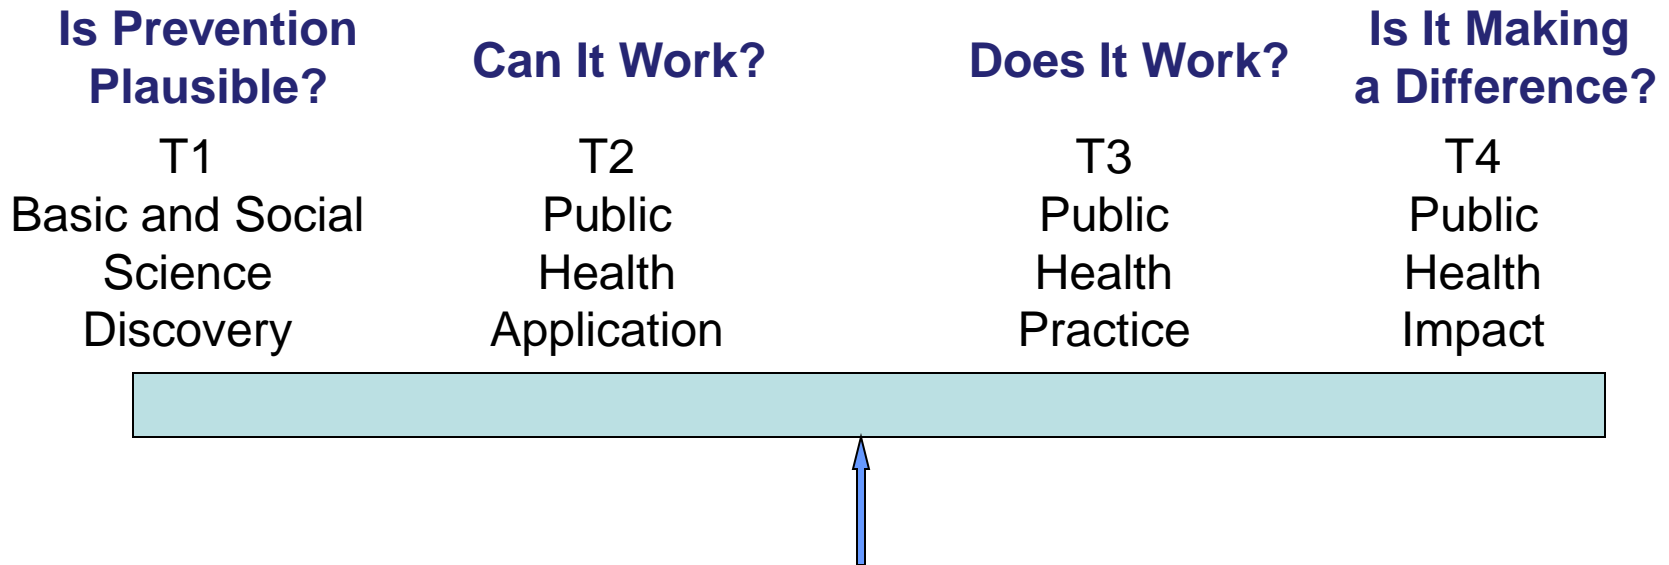 Is Prevention
Plausible?
Can It Work?
Does It Work?
Is It Making
a Difference?
T1
Basic and Social
Science
Discovery
T2
Public
Health
Application
T3
Public
Health
Practice
T4
Public
Health
Impact